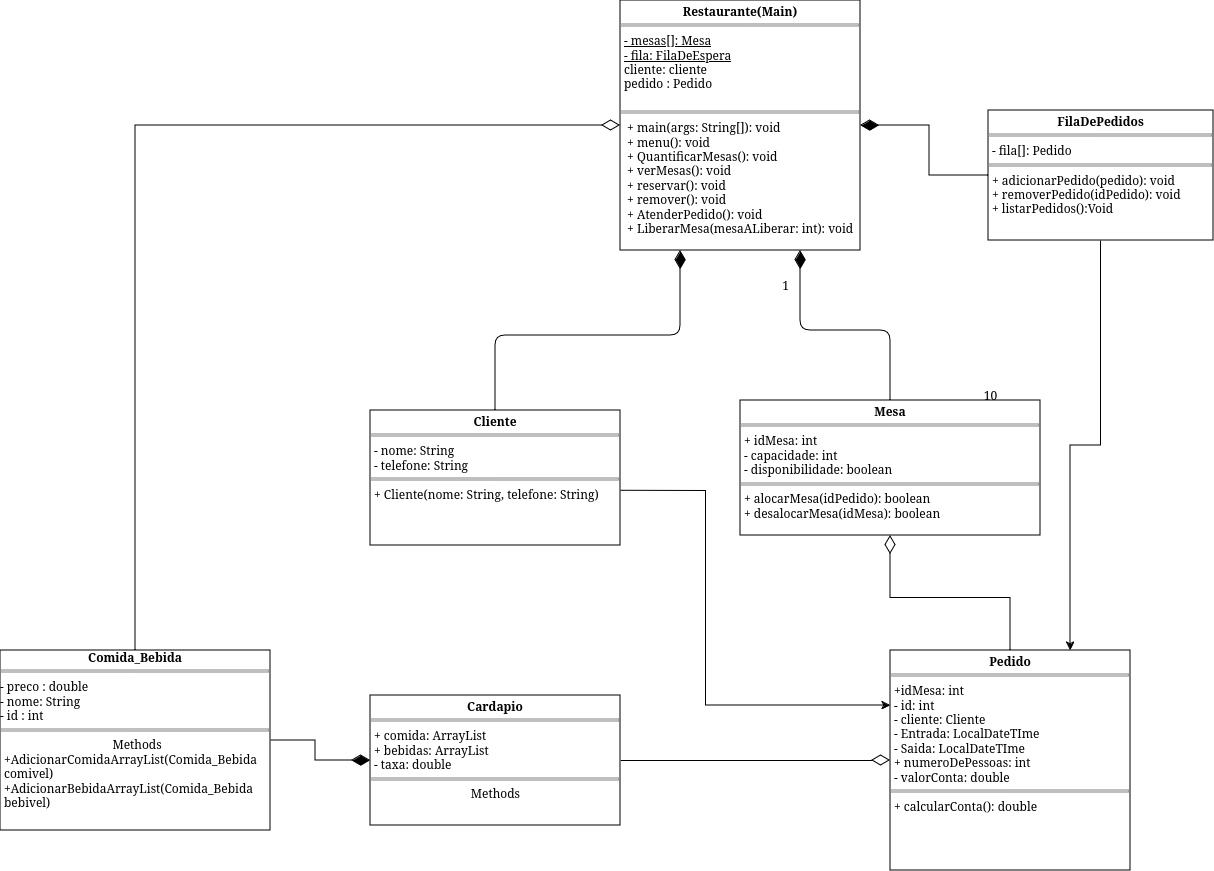 Restaurante(Main)
- mesas[]: Mesa
- fila: FilaDeEspera
cliente: cliente
pedido : Pedido
+ main(args: String[]): void
+ menu(): void
+ QuantificarMesas(): void
+ verMesas(): void
+ reservar(): void
+ remover(): void
+ AtenderPedido(): void
+ LiberarMesa(mesaALiberar: int): void
FilaDePedidos
- fila[]: Pedido
+ adicionarPedido(pedido): void
+ removerPedido(idPedido): void
+ listarPedidos():Void
1
10
Cliente
- nome: String
- telefone: String
+ Cliente(nome: String, telefone: String)
Mesa
+ idMesa: int
- capacidade: int
- disponibilidade: boolean
+ alocarMesa(idPedido): boolean
+ desalocarMesa(idMesa): boolean
Comida_Bebida
- preco : double
- nome: String
- id : int
Methods
+AdicionarComidaArrayList(Comida_Bebida
comivel)
+AdicionarBebidaArrayList(Comida_Bebida
bebivel)
Cardapio
+ comida: ArrayList
+ bebidas: ArrayList
- taxa: double
Methods
Pedido
+idMesa: int
- id: int
- cliente: Cliente
- Entrada: LocalDateTIme
- Saida: LocalDateTIme
+ numeroDePessoas: int
- valorConta: double
+ calcularConta(): double